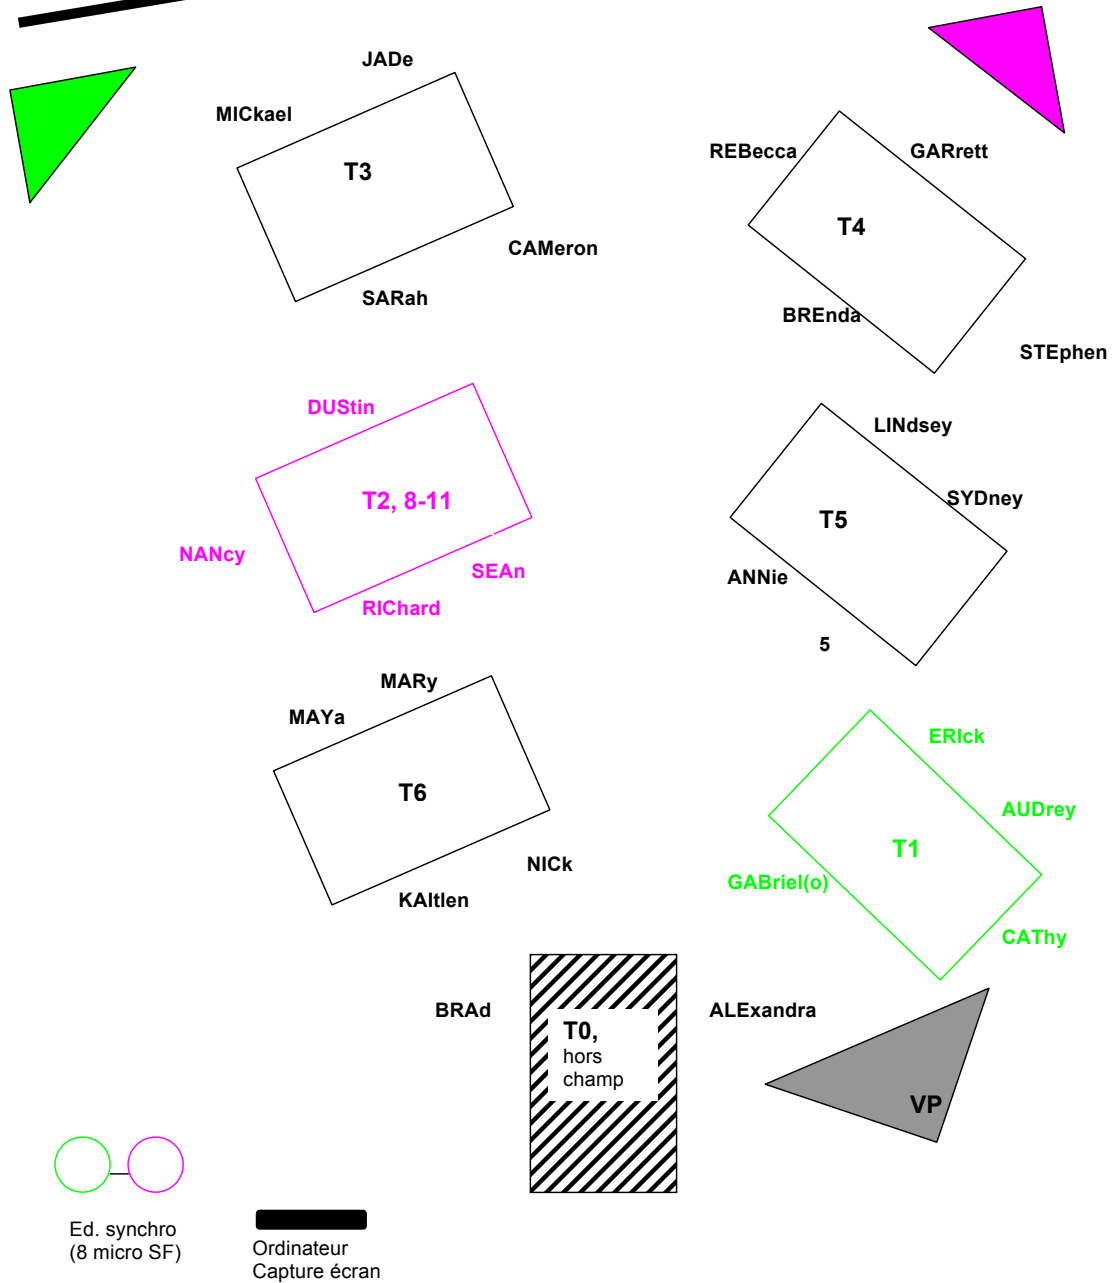 JADe
MICkael
T3
CAMeron
SARah
REBecca
GARrett
T4
BREnda
STEphen
DUStin
T2, 8-11
NANcy
SEAn
RIChard
LINdsey
SYDney
T5
ANNie
5
MARy
MAYa
T6
NICk
KAItlen
ERIck
AUDrey
T1
GABriel(o)
CAThy
BRAd
T0,
hors
champ
ALExandra
VP
Ed. synchro
(8 micro SF)
Ordinateur
Capture écran